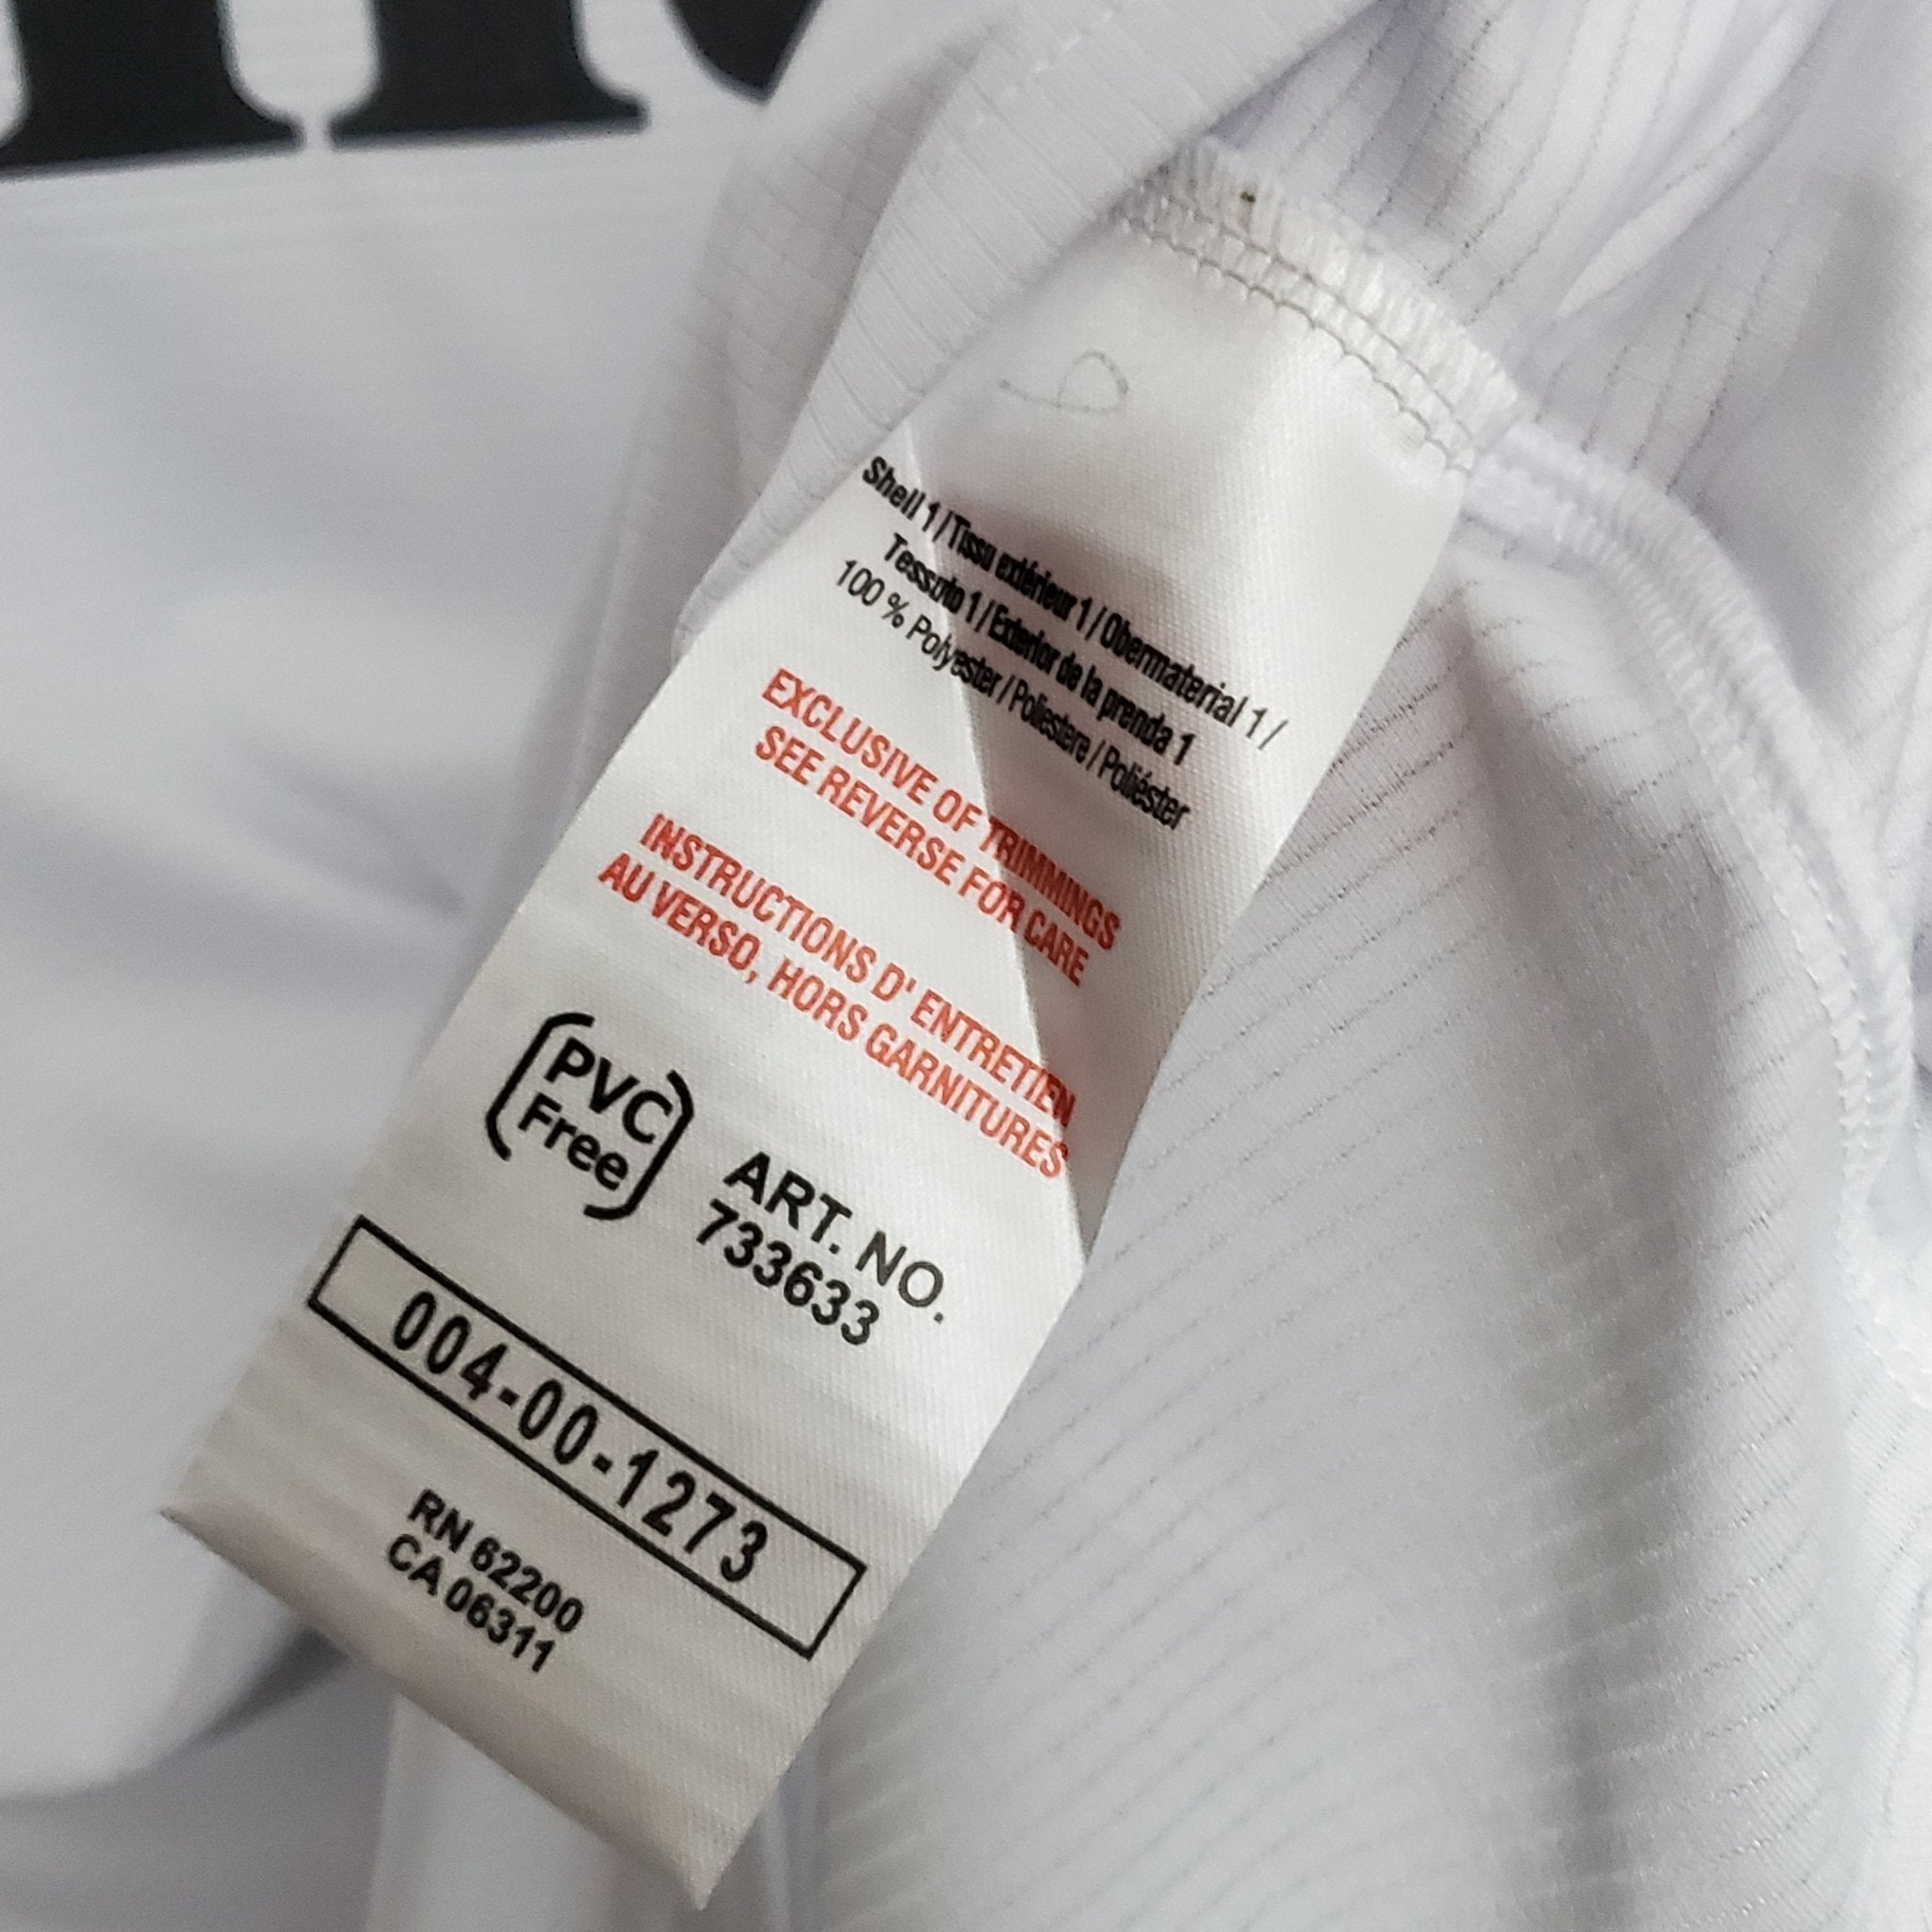 Shell 1 / Tissu extérieur 1 / Obermaterrial 1 /
Tessuto 1 / Exterior de la prenda 1
100 % Polyester / Poliestere / Poliéster
EXCLUSIVE OF TRIMMINGS
SEE REVERSE FOR CARE
INSTRUCTIONS D' ENTRETIEN
AU VERSO, HORS GARNITURES
PVC
Free
ART. NO.
733633
004-00-1273
RN 62200
CA 06311